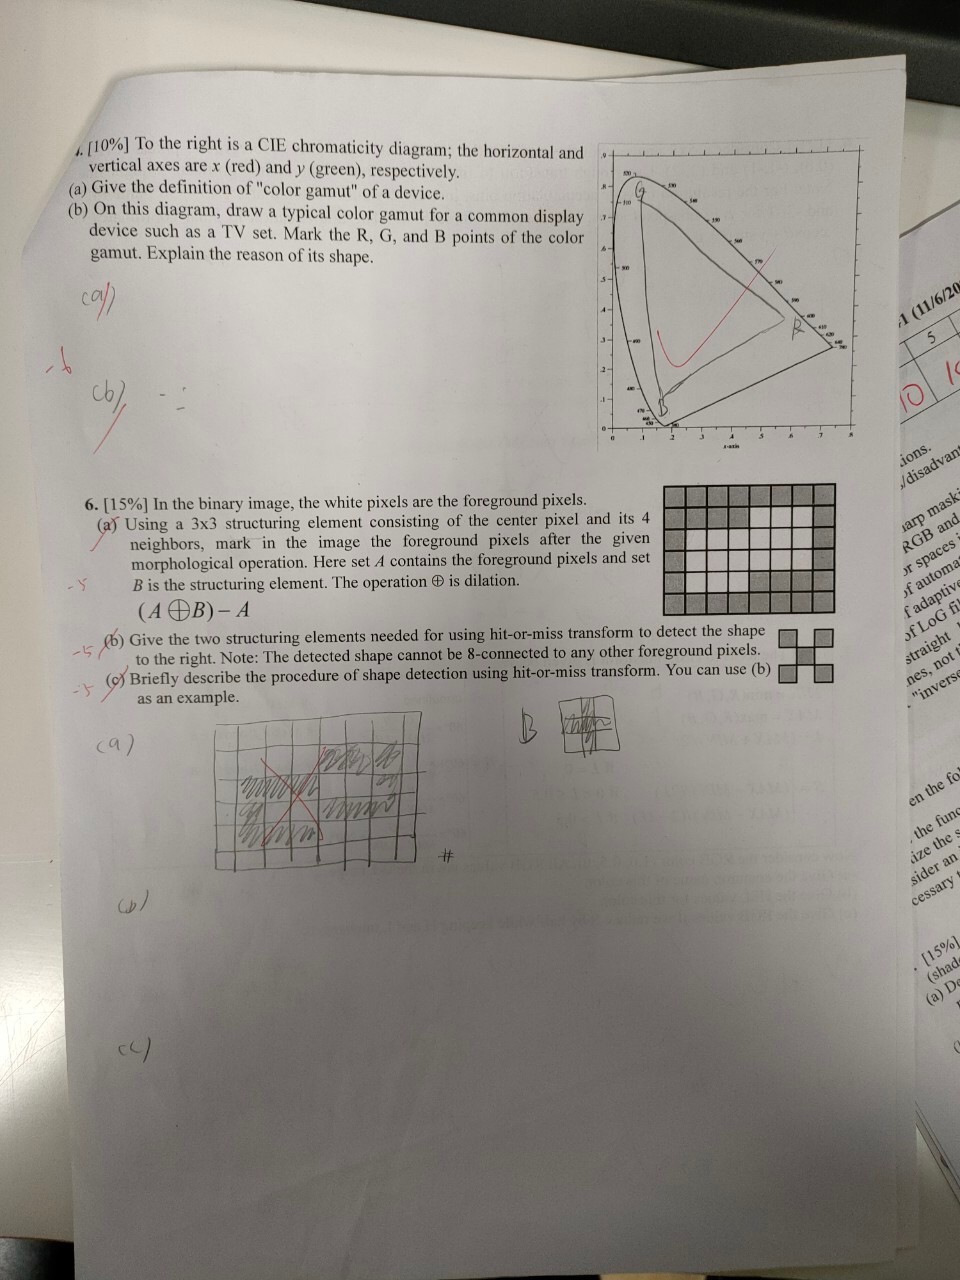 . [10%] To the right is a CIE chromaticity diagram; the horizontal and
vertical axes are x (red) and y (green), respectively.
(a) Give the definition of "color gamut" of a device.
(b) On this diagram, draw a typical color gamut for a common display
device such as a TV set. Mark the R, G, and B points of the color
gamut. Explain the reason of its shape.
G
R
B
0 .1 .2 .3 .4 .5 .6 .7 .8
x-axis
(a)
-6
(b)
6. [15%] In the binary image, the white pixels are the foreground pixels.
(a) Using a 3x3 structuring element consisting of the center pixel and its 4
neighbors, mark in the image the foreground pixels after the given
morphological operation. Here set A contains the foreground pixels and set
B is the structuring element. The operation ⊕ is dilation.
-5
(A ⊕ B) – A
(b) Give the two structuring elements needed for using hit-or-miss transform to detect the shape
-5
to the right. Note: The detected shape cannot be 8-connected to any other foreground pixels.
(c) Briefly describe the procedure of shape detection using hit-or-miss transform. You can use (b)
-5
as an example.
(a)
B
#
(b)
(c)
-1 (11/6/20
5
10
ions.
/disadvan
arp mask
RGB and
or spaces
of automa
f adaptive
of LoG fi
straight
nes, not
"inverse
en the fo
the func
ize the s
sider an
cessary
. [15%]
(shad
(a) De